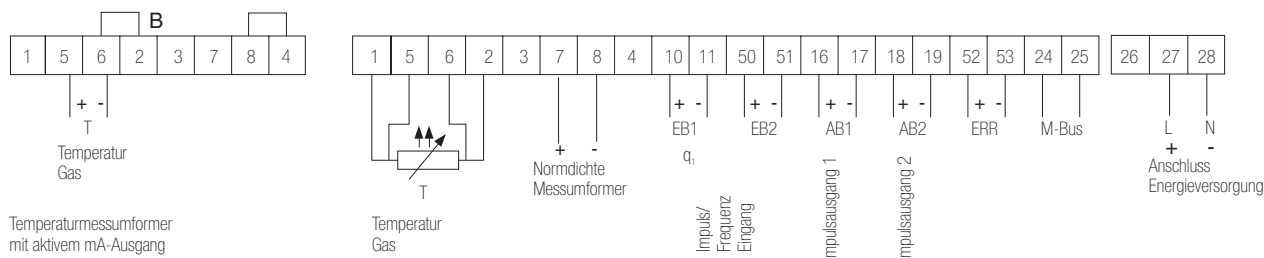 B
1 5 6 2 3 7 8 4
+ -
T
Temperatur
Gas
Temperaturmessumformer
mit aktivem mA-Ausgang
1 5 6 2 3 7 8 4 10 11 50 51 16 17 18 19 52 53 24 25
T
Temperatur
Gas
+ -
Normdichte
Messumformer
+ -
EB1
q₁
Impuls/
Frequenz
Eingang
+ -
EB2
+ -
AB1
mpulsausgang 1
+ -
AB2
mpulsausgang 2
+ -
ERR
M-Bus
26 27 28
L N
+ -
Anschluss
Energieversorgung